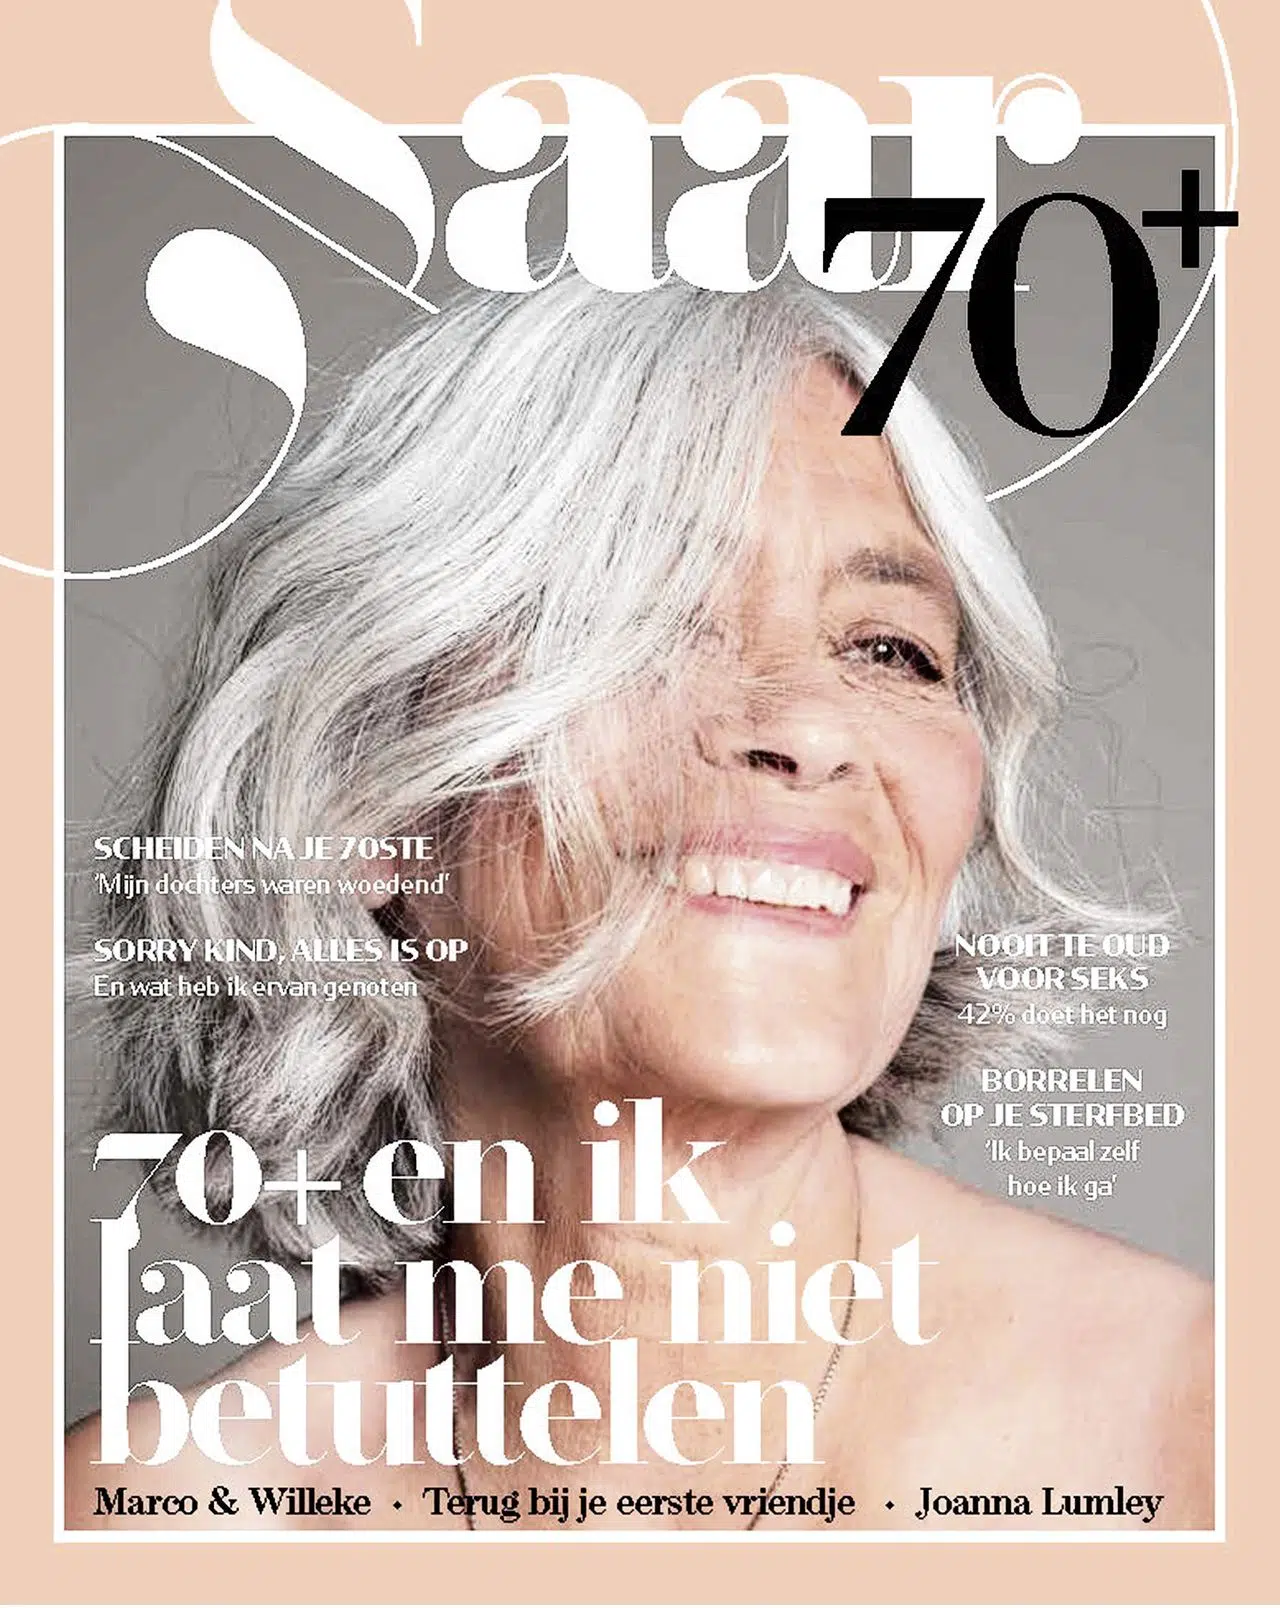 Saar
70+
SCHEIDEN NA JE 70STE
'Mijn dochters waren woedend'
SORRY KIND, ALLES IS OP
En wat heb ik ervan genoten
NOOIT TE OUD
VOOR SEKS
42% doet het nog
BORRELEN
OP JE STERFBED
'Ik bepaal zelf
hoe ik ga'
70+ en ik
laat me niet
betuttelen
Marco & Willeke • Terug bij je eerste vriendje • Joanna Lumley